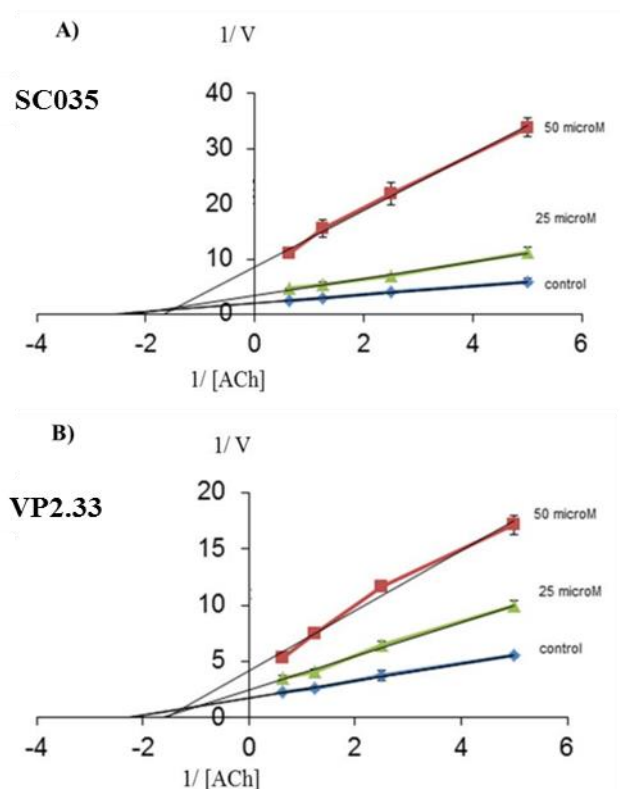 A)
1/ V
SC035
40
30
20
10
0
50 microM
25 microM
control
-4 -2 0 2 4 6
1/ [ACh]
B)
1/ V
VP2.33
20
15
10
5
0
50 microM
25 microM
control
-4 -2 0 2 4 6
1/ [ACh]